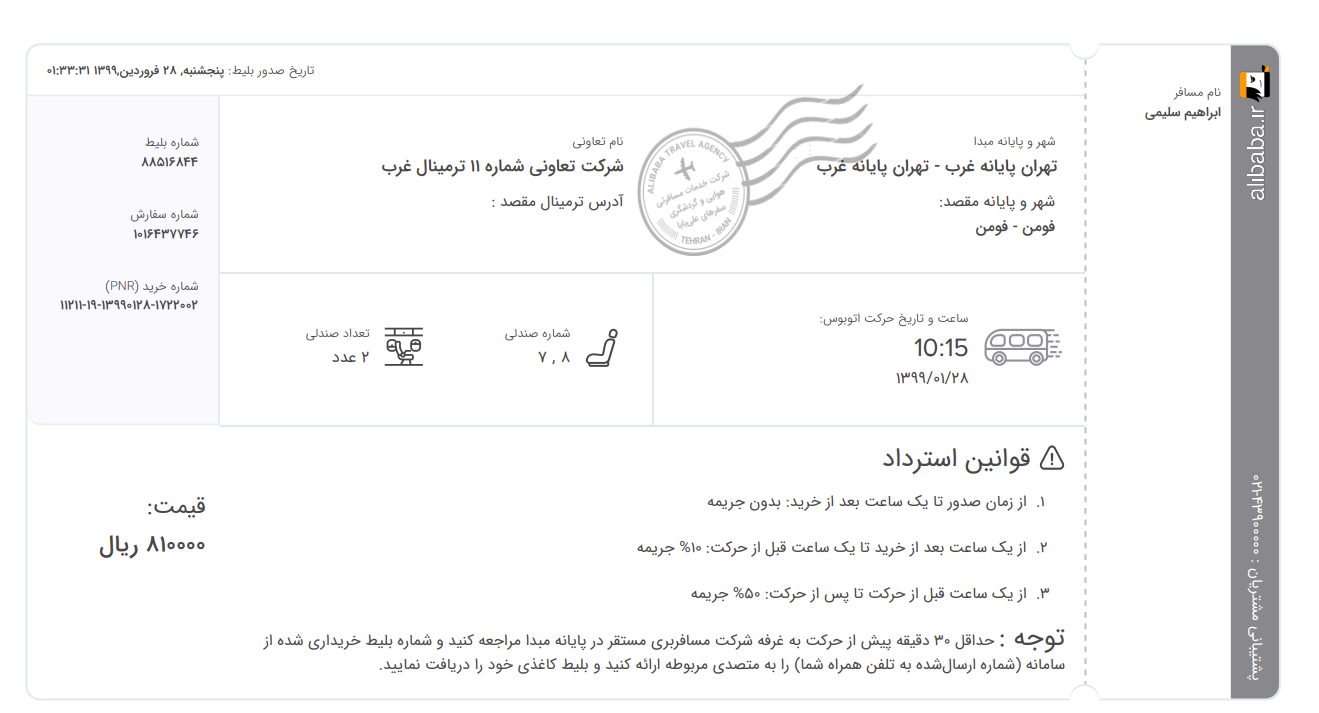 alibaba.ir
پشتیبانی مشتریان : ۰۲۱-۴۳۹۰۰۰۰۰
نام مسافر
ابراهیم سلیمی
تاریخ صدور بلیط: پنجشنبه, ۲۸ فروردین,۱۳۹۹ ۰۱:۳۳:۳۱
شهر و پایانه مبدا
تهران پایانه غرب - تهران پایانه غرب
شهر و پایانه مقصد:
فومن - فومن
ALIBABA TRAVEL AGENCY
شرکت خدمات مسافرتی
هوایی و گردشگری
سفرهای علی‌بابا
TEHRAN - IRAN
نام تعاونی
شرکت تعاونی شماره ۱۱ ترمینال غرب
آدرس ترمینال مقصد :
شماره بلیط
۸۸۵۱۶۸۴۴
شماره سفارش
۱۰۱۶۴۳۷۷۴۶
شماره خرید (PNR)
۱۱۲۱۱-۱۹-۱۳۹۹۰۱۲۸-۱۷۲۲۰۰۲
ساعت و تاریخ حرکت اتوبوس:
10:15
۱۳۹۹/۰۱/۲۸
شماره صندلی
۷ , ۸
تعداد صندلی
۲ عدد
قوانین استرداد
۱. از زمان صدور تا یک ساعت بعد از خرید: بدون جریمه
۲. از یک ساعت بعد از خرید تا یک ساعت قبل از حرکت: ۱۰% جریمه
۳. از یک ساعت قبل از حرکت تا پس از حرکت: ۵۰% جریمه
توجه : حداقل ۳۰ دقیقه پیش از حرکت به غرفه شرکت مسافربری مستقر در پایانه مبدا مراجعه کنید و شماره بلیط خریداری شده از
سامانه (شماره ارسال‌شده به تلفن همراه شما) را به متصدی مربوطه ارائه کنید و بلیط کاغذی خود را دریافت نمایید.
قیمت:
۸۱۰۰۰۰ ریال